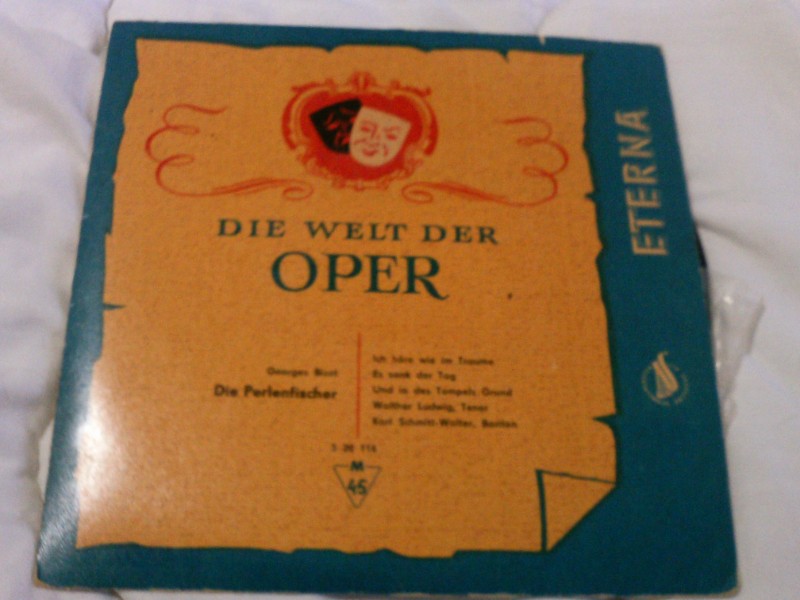 DIE WELT DER
OPER
Georges Bizet
Die Perlenfischer
Ich höre wie im Traume
Es sank der Tag
Und in des Tempels Grund
Walther Ludwig, Tenor
Karl Schmitt-Walter, Bariton
M
45
ETERNA